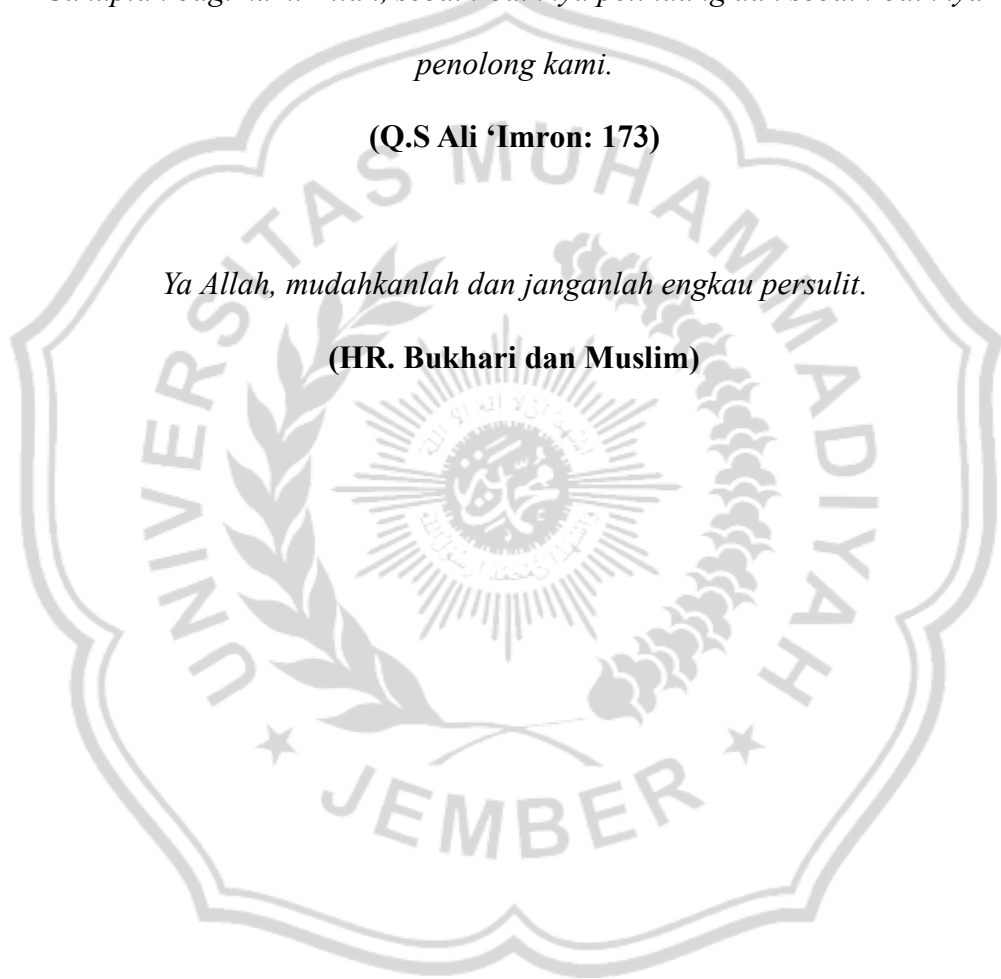 penolong kami.
(Q.S Ali ‘Imron: 173)
Ya Allah, mudahkanlah dan janganlah engkau persulit.
(HR. Bukhari dan Muslim)
UNIVERSITAS MUHAMMADIYAH
JEMBER